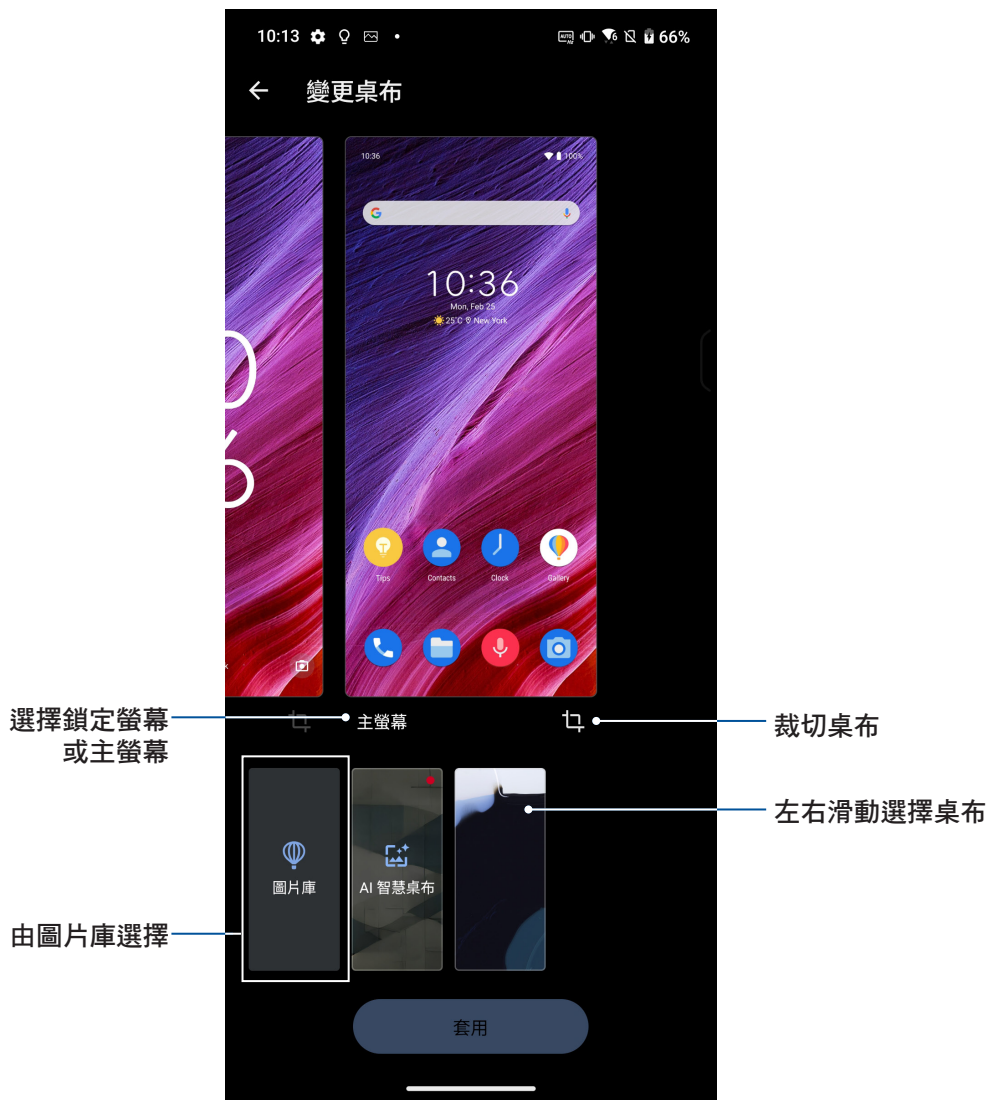 10:13
66%
變更桌布
10:36
100%
10:36
Mon, Feb 25
25°C New York
Tips
Contacts
Clock
Gallery
選擇鎖定螢幕
或主螢幕
主螢幕
裁切桌布
左右滑動選擇桌布
圖片庫
AI 智慧桌布
由圖片庫選擇
套用